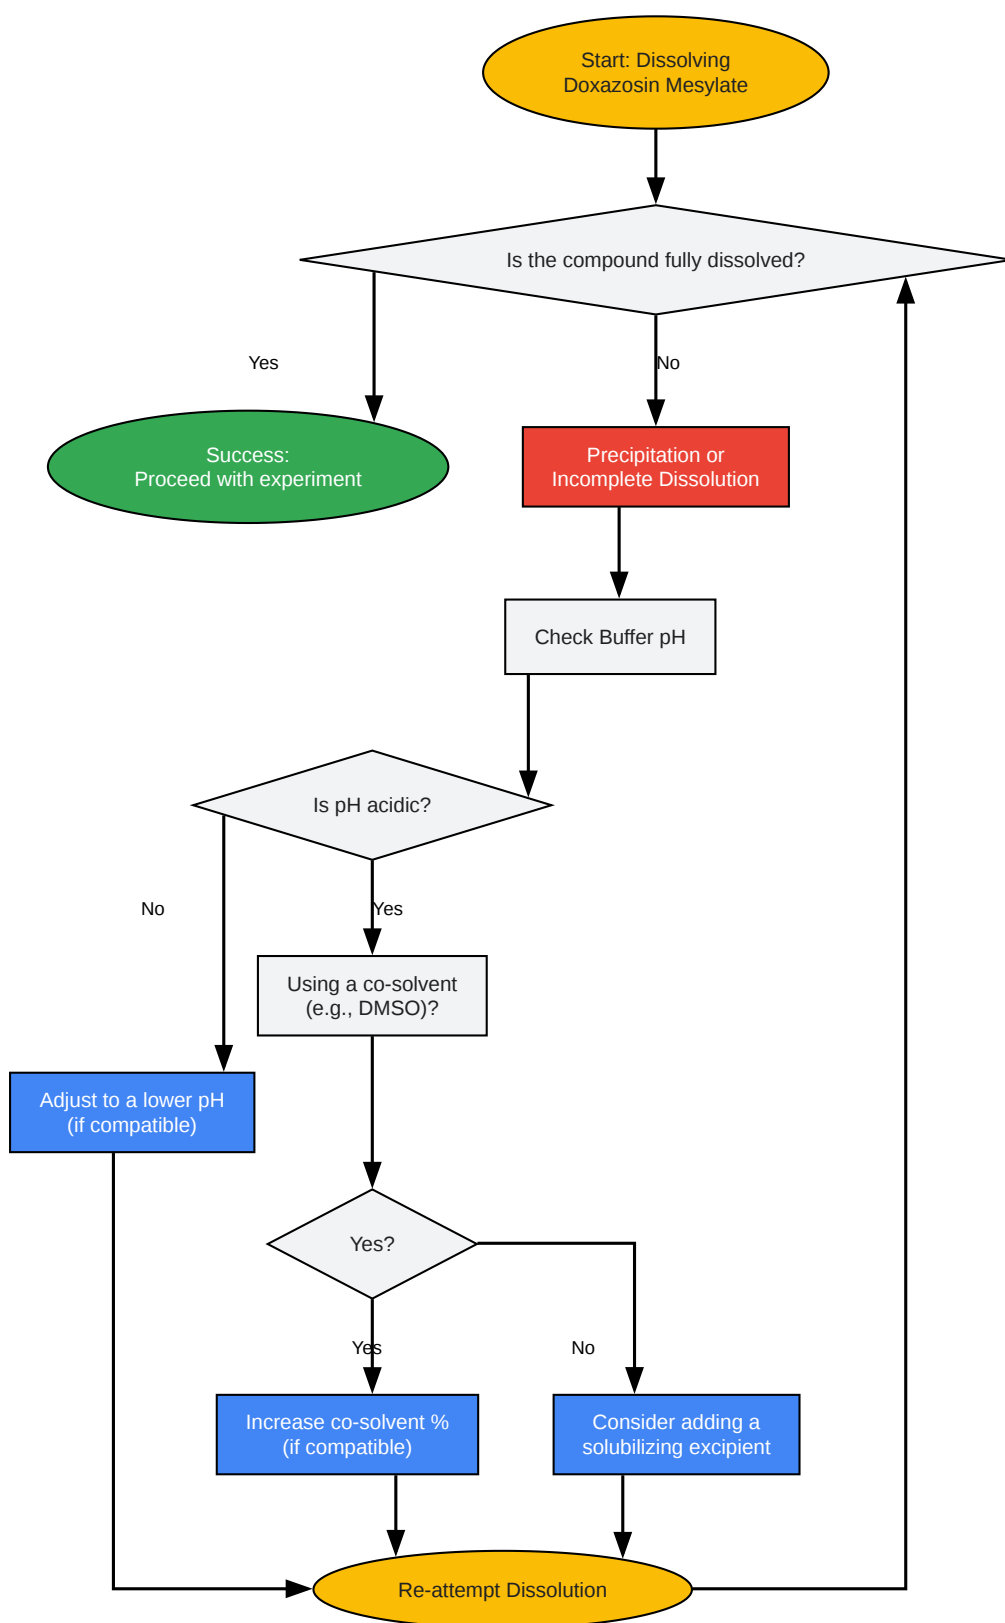 Start: Dissolving
Doxazosin Mesylate
Is the compound fully dissolved?
Yes
No
Success:
Proceed with experiment
Precipitation or
Incomplete Dissolution
Check Buffer pH
Is pH acidic?
No
Yes
Using a co-solvent
(e.g., DMSO)?
Adjust to a lower pH
(if compatible)
Yes?
Yes
No
Increase co-solvent %
(if compatible)
Consider adding a
solubilizing excipient
Re-attempt Dissolution